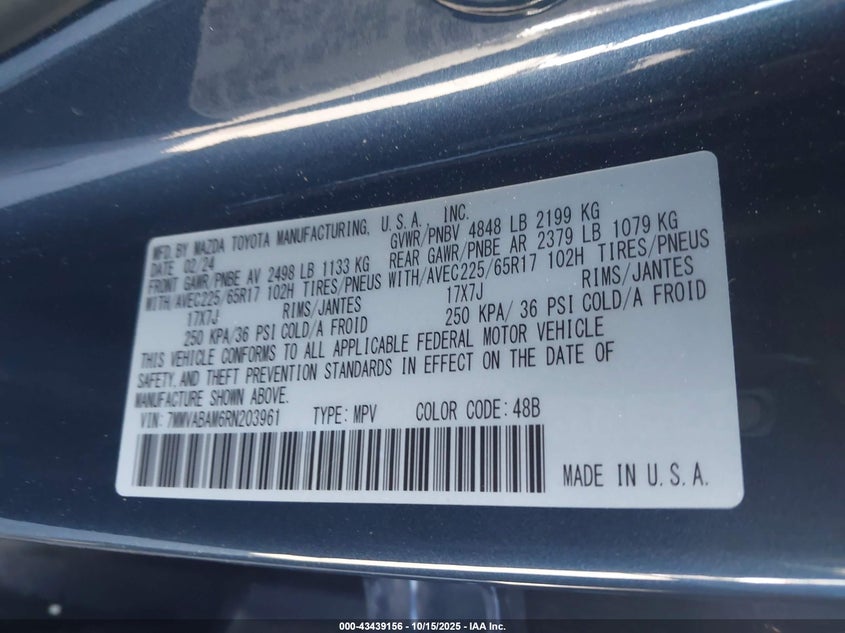 MFD. BY MAZDA TOYOTA MANUFACTURING, U.S.A., INC.
DATE 02/24 GVWR/PNBV 4848 LB 2199 KG
FRONT GAWR/PNBE AV 2498 LB 1133 KG REAR GAWR/PNBE AR 2379 LB 1079 KG
WITH/AVEC225/65R17 102H TIRES/PNEUS WITH/AVEC225/65R17 102H TIRES/PNEUS
17X7J RIMS/JANTES 17X7J RIMS/JANTES
250 KPA/36 PSI COLD/A FROID 250 KPA/ 36 PSI COLD/A FROID
THIS VEHICLE CONFORMS TO ALL APPLICABLE FEDERAL MOTOR VEHICLE
SAFETY, AND THEFT PREVENTION STANDARDS IN EFFECT ON THE DATE OF
MANUFACTURE SHOWN ABOVE.
VIN: 7MMVABAM6RN203961 TYPE: MPV COLOR CODE: 48B
MADE IN U.S.A.
000-43439156 - 10/15/2025 - IAA Inc.